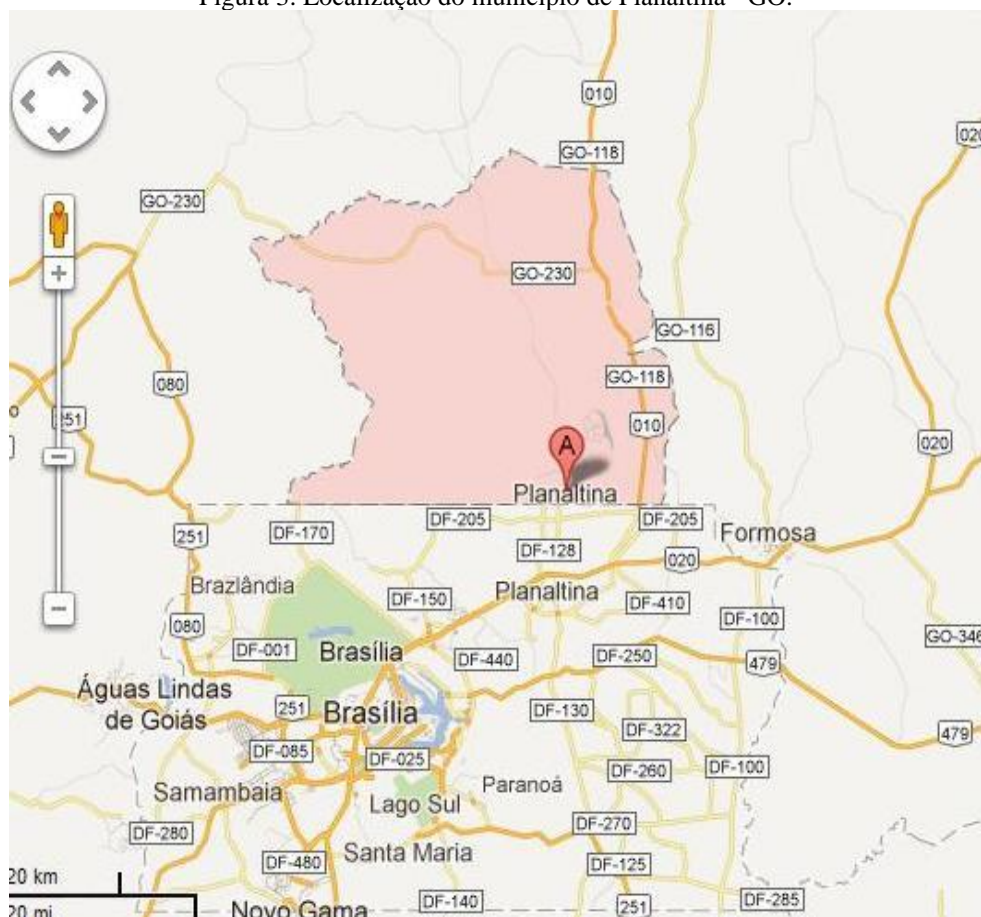 Figura 3. Localização do município de Planaltina - GO.
010
020
GO-118
GO-230
GO-230
GO-116
080
GO-118
251
010
020
A
Planaltina
DF-205
DF-205
251
DF-170
Formosa
DF-128
020
Brazlândia
Planaltina
DF-150
DF-410
DF-100
080
GO-346
DF-001
Brasília
DF-440
DF-250
479
Águas Lindas
de Goiás
251
Brasília
DF-130
DF-322
479
DF-085
DF-025
DF-260
DF-100
Samambaia
Paranoá
Lago Sul
DF-280
DF-270
DF-480
Santa Maria
DF-125
20 km
DF-140
251
DF-285
20 mi
Novo Gama